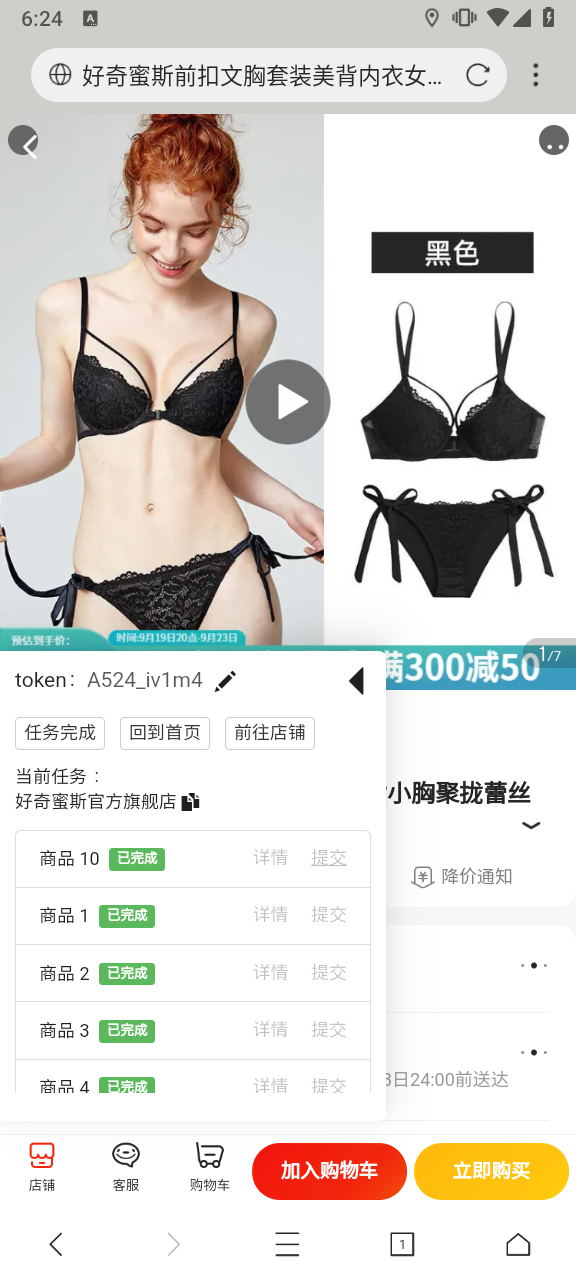 6:24
A
好奇蜜斯前扣文胸套装美背内衣女...
黑色
预估到手价:
时间:9月19日20点-9月23日
满300减50
1/7
token: A524_iv1m4
任务完成 回到首页 前往店铺
当前任务：
好奇蜜斯官方旗舰店
小胸聚拢蕾丝
降价通知
商品 10 已完成 详情 提交
商品 1 已完成 详情 提交
商品 2 已完成 详情 提交
商品 3 已完成 详情 提交
商品 4 已完成 详情 提交
日24:00前送达
店铺 客服 购物车 加入购物车 立即购买
1